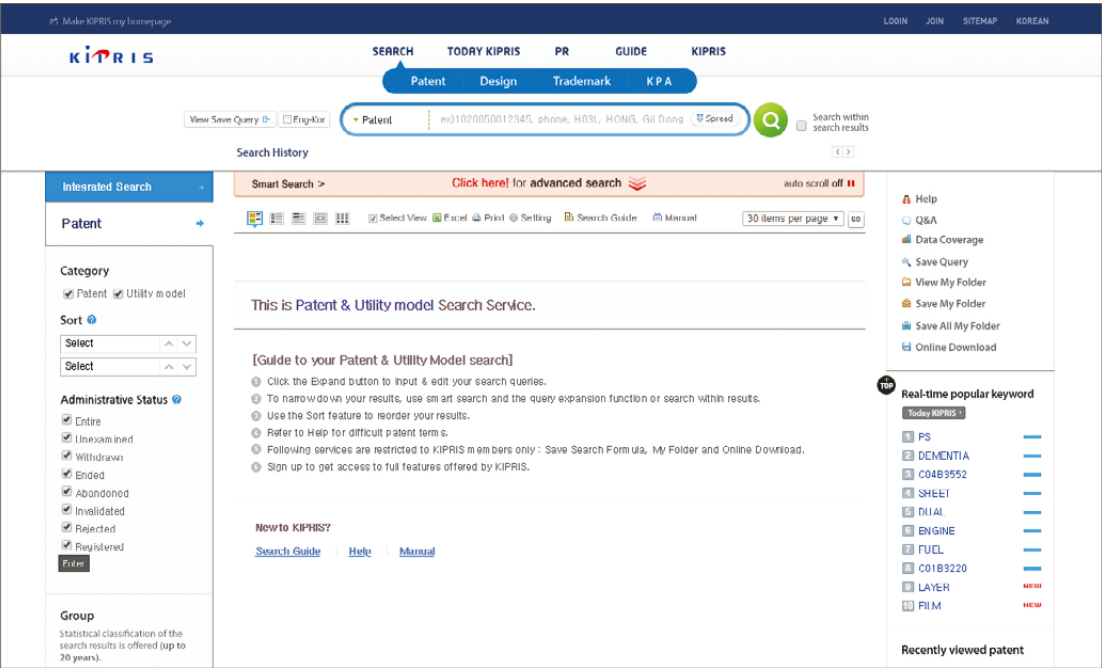 Make KIPRIS my homepage
LOGIN JOIN SITEMAP KOREAN
KIPRIS
SEARCH TODAY KIPRIS PR GUIDE KIPRIS
Patent Design Trademark KPA
View Save Query Eng-Kor Patent ex)1020050012345, phone, H03L, HONG, Gil Dong Spread
Search within
search results
Search History
Integrated Search
Patent
Category
Patent Utility model
Sort
Select
Select
Administrative Status
Entire
Unexamined
Withdrawn
Ended
Abandoned
Invalidated
Rejected
Registered
Enter
Group
Statistical classification of the
search results is offered (up to
20 years).
Smart Search > Click here! for advanced search auto scroll off
Select View Excel Print Setting Search Guide Manual 30 items per page GO
This is Patent & Utility model Search Service.
[Guide to your Patent & Utility Model search]
1 Click the Expand button to input & edit your search queries.
2 To narrow down your results, use smart search and the query expansion function or search within results.
3 Use the Sort feature to reorder your results.
4 Refer to Help for difficult patent terms.
5 Following services are restricted to KIPRIS members only : Save Search Formula, My Folder and Online Download.
6 Sign up to get access to full features offered by KIPRIS.
New to KIPRIS?
Search Guide Help Manual
Help
Q&A
Data Coverage
Save Query
View My Folder
Save My Folder
Save All My Folder
Online Download
TOP
Real-time popular keyword
Today KIPRIS
1 PS
2 DEMENTIA
3 C04B3552
4 SHEET
5 DUAL
6 ENGINE
7 FUEL
8 C01B3220
9 LAYER NEW
10 FILM NEW
Recently viewed patent